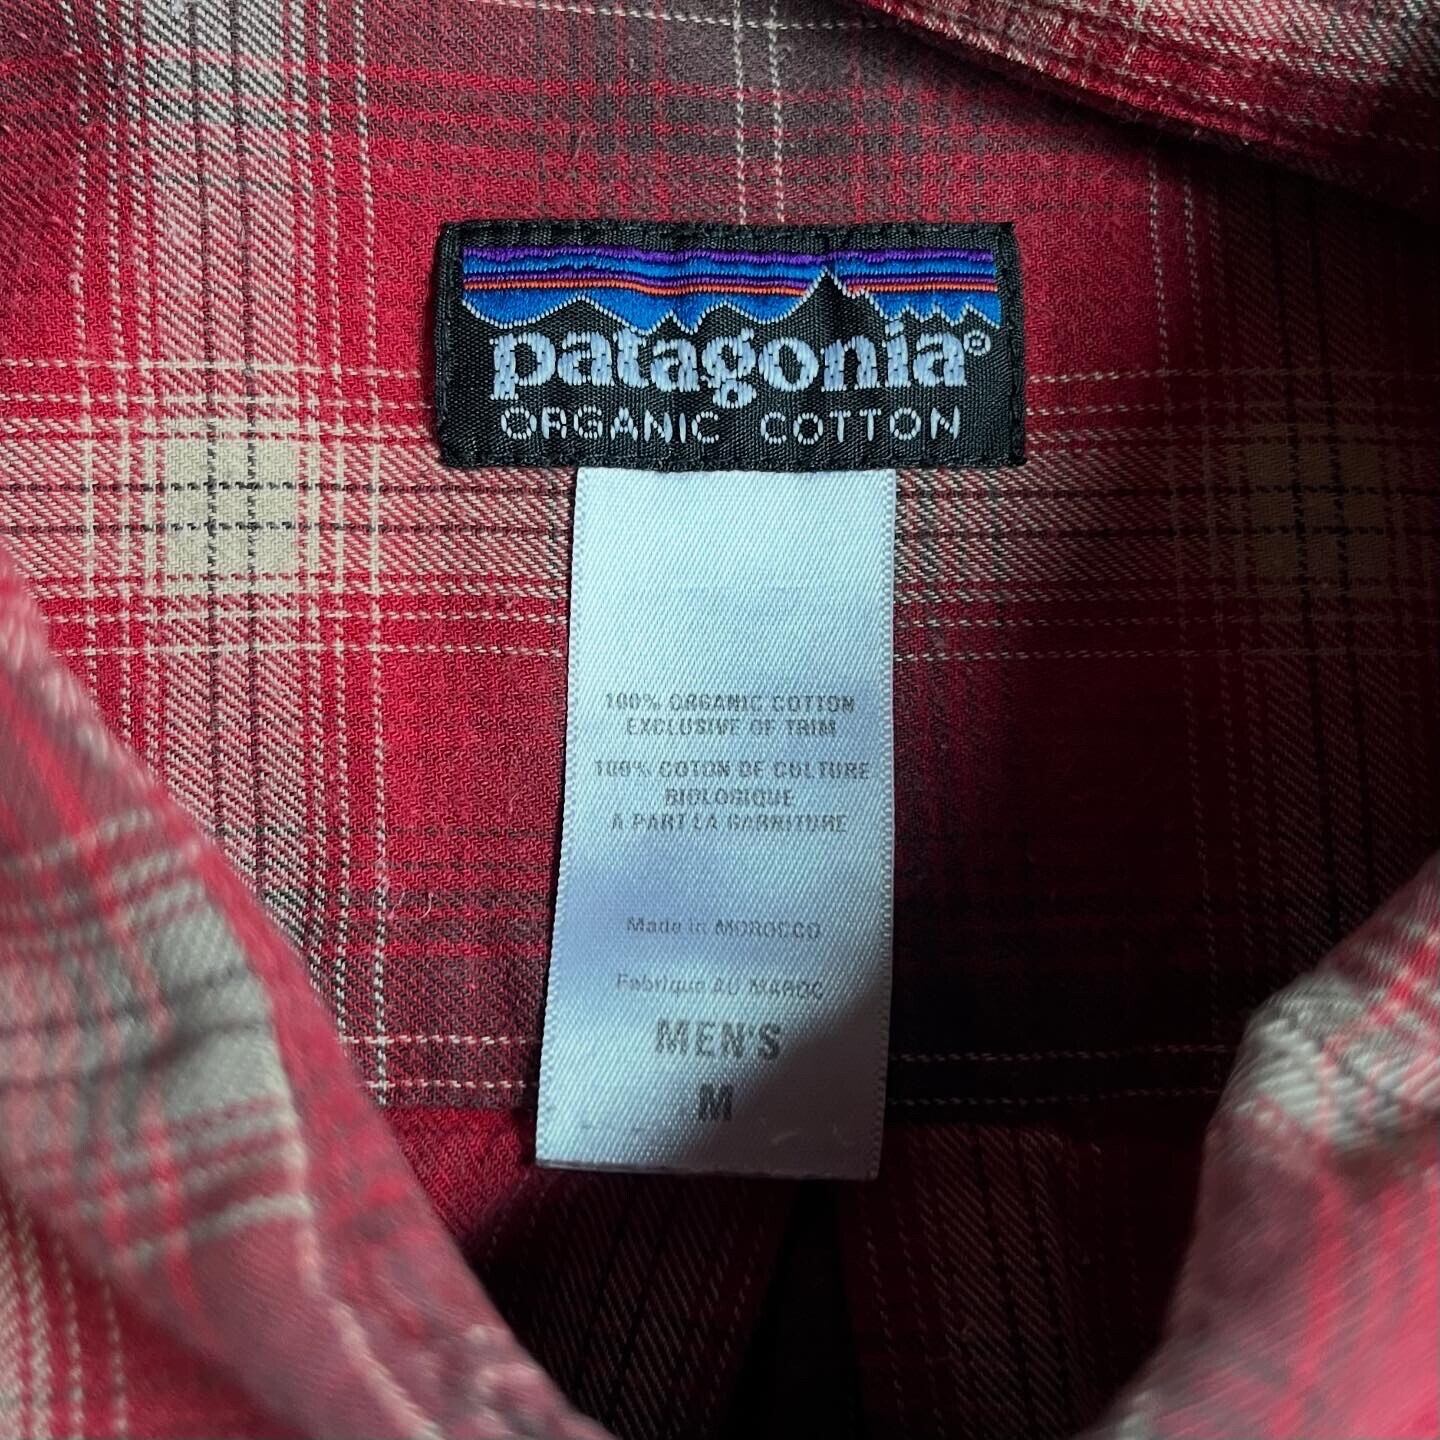 patagonia®
ORGANIC COTTON
100% ORGANIC COTTON
EXCLUSIVE OF TRIM
100% COTON DE CULTURE
BIOLOGIQUE
A PART LA GARNITURE
Made in MOROCCO
Fabrique AU MAROC
MEN'S
M